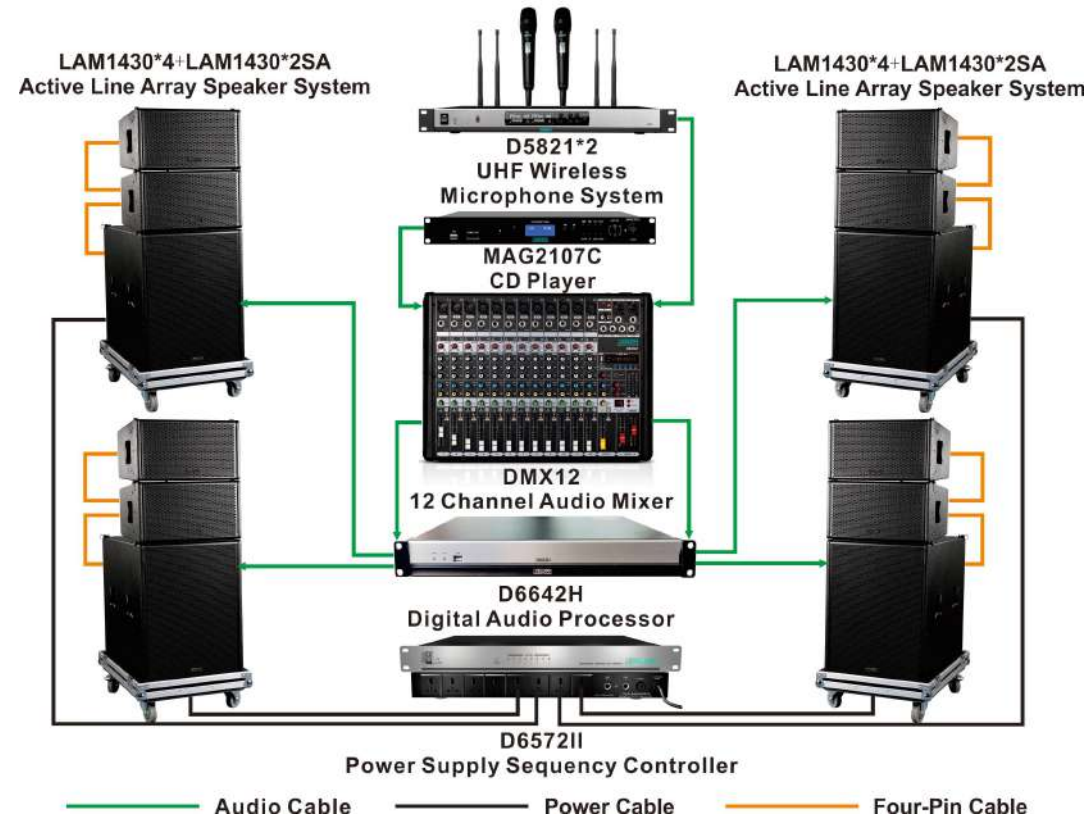 LAM1430*4+LAM1430*2SA
Active Line Array Speaker System
LAM1430*4+LAM1430*2SA
Active Line Array Speaker System
D5821*2
UHF Wireless
Microphone System
MAG2107C
CD Player
DMX12
12 Channel Audio Mixer
D6642H
Digital Audio Processor
D6572II
Power Supply Sequency Controller
Audio Cable
Power Cable
Four-Pin Cable